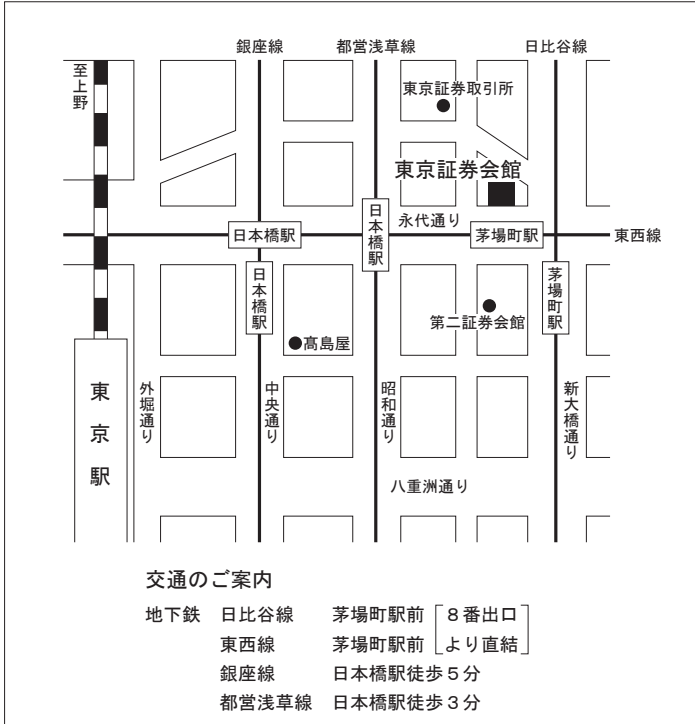 銀座線
都営浅草線
日比谷線
至上野
東京証券取引所
東京証券会館
永代通り
日本橋駅
日本橋駅
茅場町駅
東西線
日本橋駅
茅場町駅
第二証券会館
髙島屋
東京駅
外堀通り
中央通り
昭和通り
新大橋通り
八重洲通り
交通のご案内
地下鉄 日比谷線 茅場町駅前 [８番出口
東西線 茅場町駅前 より直結]
銀座線 日本橋駅徒歩５分
都営浅草線 日本橋駅徒歩３分